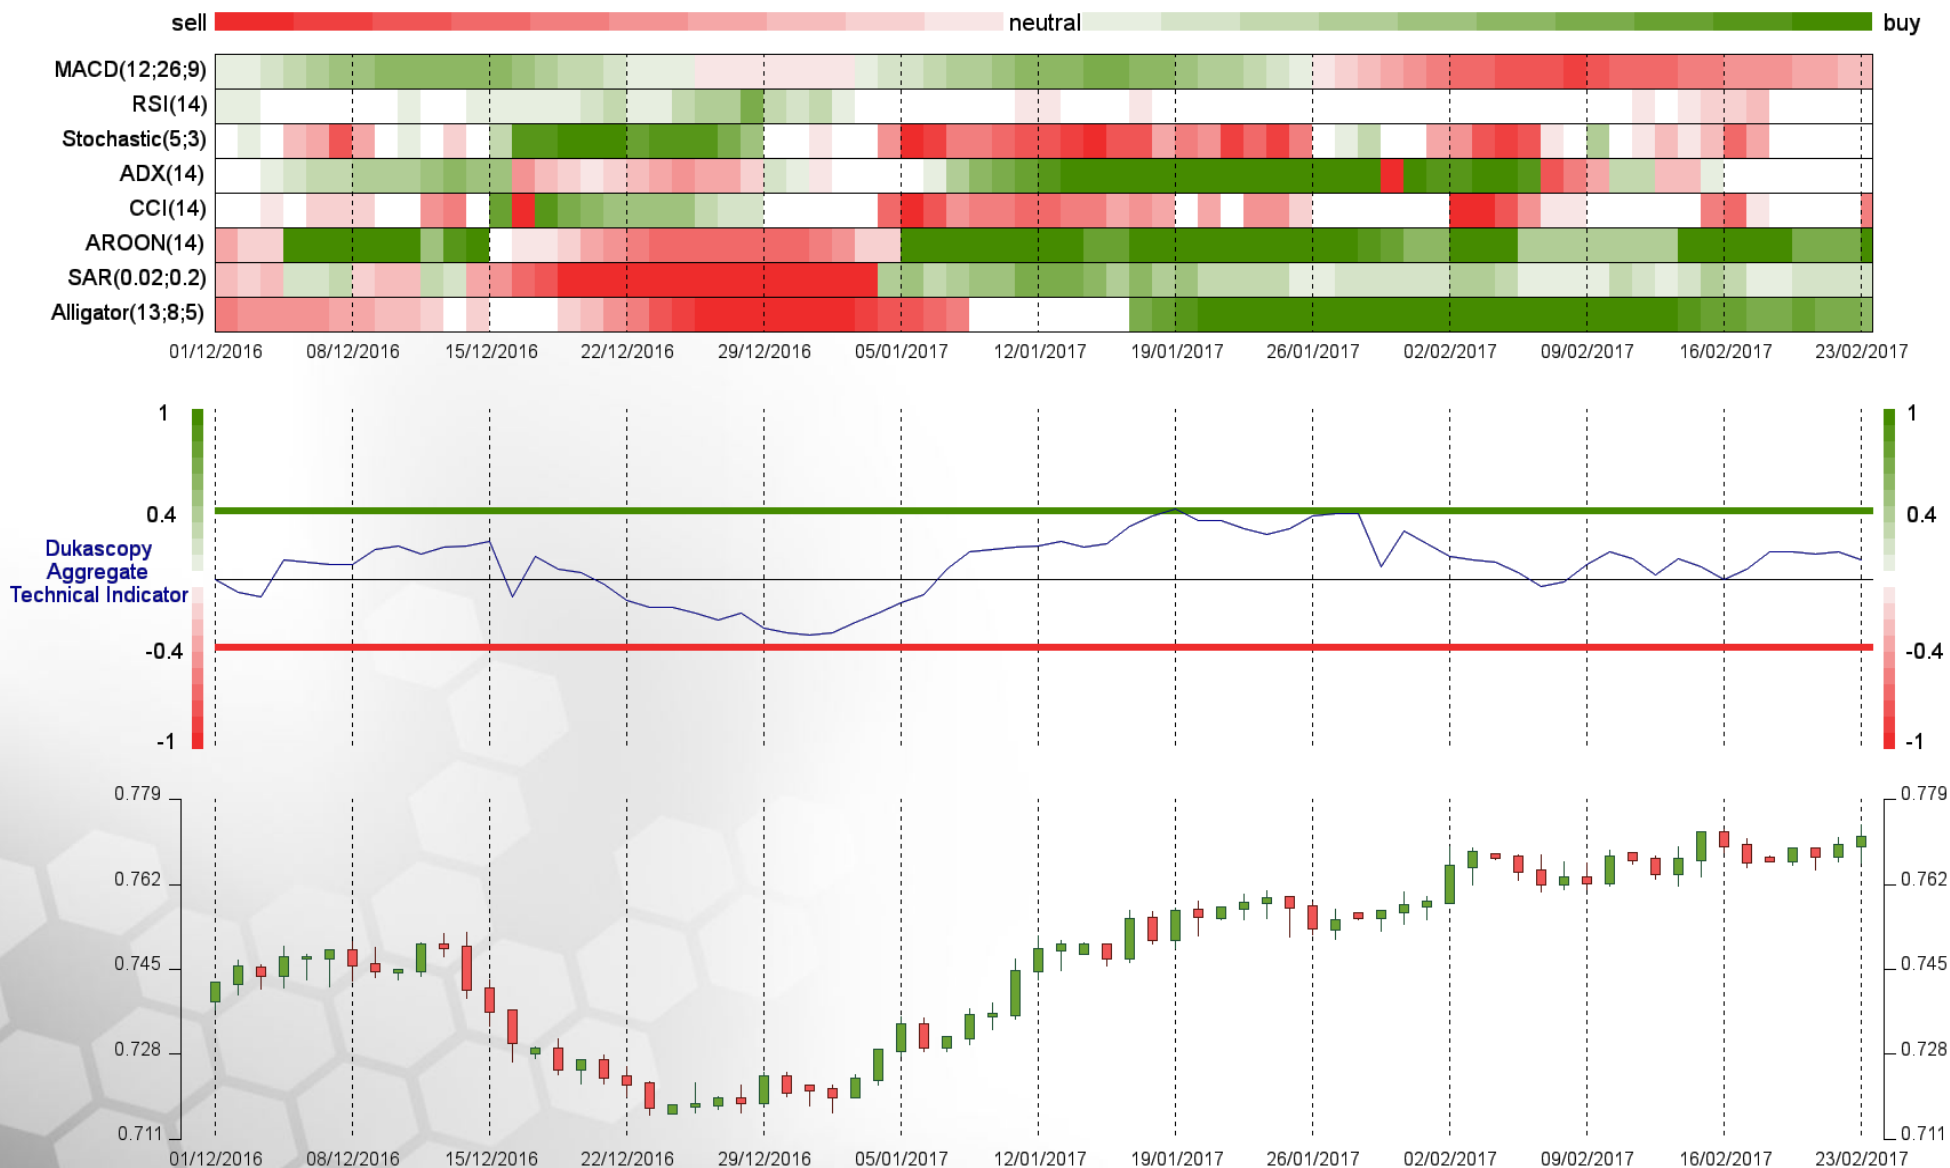 sell neutral buy
MACD(12;26;9)
RSI(14)
Stochastic(5;3)
ADX(14)
CCI(14)
AROON(14)
SAR(0.02;0.2)
Alligator(13;8;5)
01/12/2016 08/12/2016 15/12/2016 22/12/2016 29/12/2016 05/01/2017 12/01/2017 19/01/2017 26/01/2017 02/02/2017 09/02/2017 16/02/2017 23/02/2017
1 1
0.4 0.4
Dukascopy
Aggregate
Technical Indicator
-0.4 -0.4
-1 -1
0.779 0.779
0.762 0.762
0.745 0.745
0.728 0.728
0.711 0.711
01/12/2016 08/12/2016 15/12/2016 22/12/2016 29/12/2016 05/01/2017 12/01/2017 19/01/2017 26/01/2017 02/02/2017 09/02/2017 16/02/2017 23/02/2017